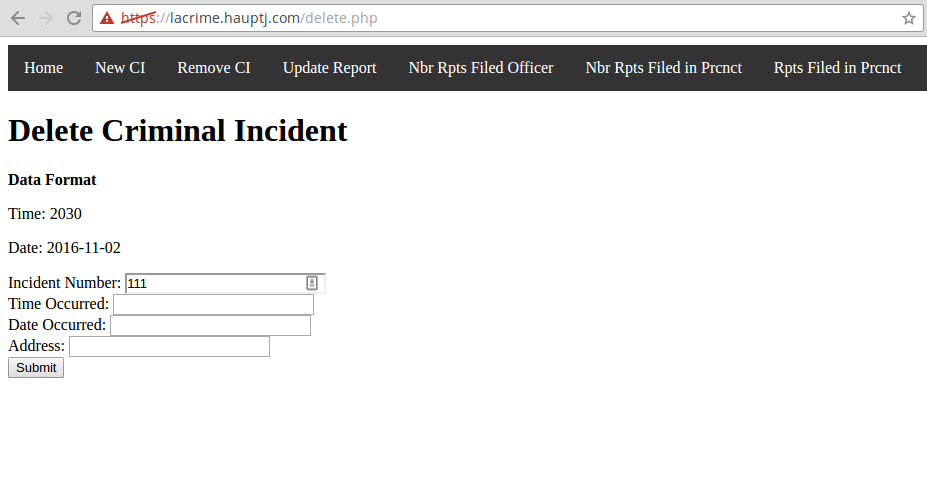 https://lacrime.hauptj.com/delete.php
Home New CI Remove CI Update Report Nbr Rpts Filed Officer Nbr Rpts Filed in Prcnct Rpts Filed in Prcnct
Delete Criminal Incident
Data Format
Time: 2030
Date: 2016-11-02
Incident Number: 111
Time Occurred:
Date Occurred:
Address:
Submit